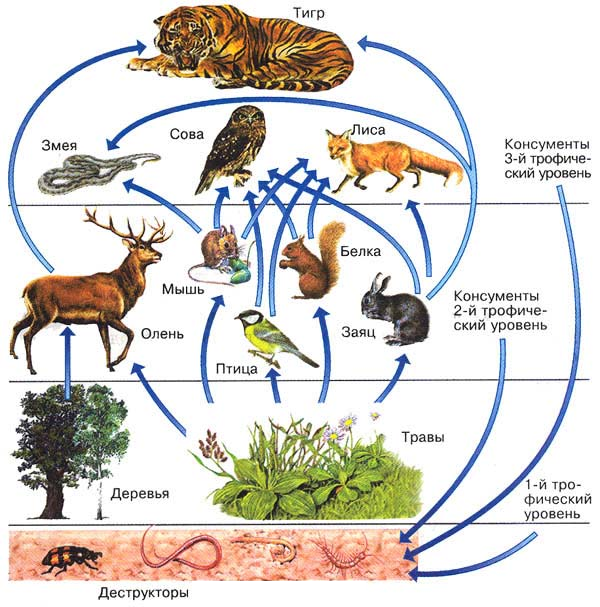 Тигр
Змея
Сова
Лиса
Консументы
3-й трофиче-
ский уровень
Мышь
Белка
Олень
Птица
Заяц
Консументы
2-й трофиче-
ский уровень
Деревья
Травы
1-й тро-
фический
уровень
Деструкторы